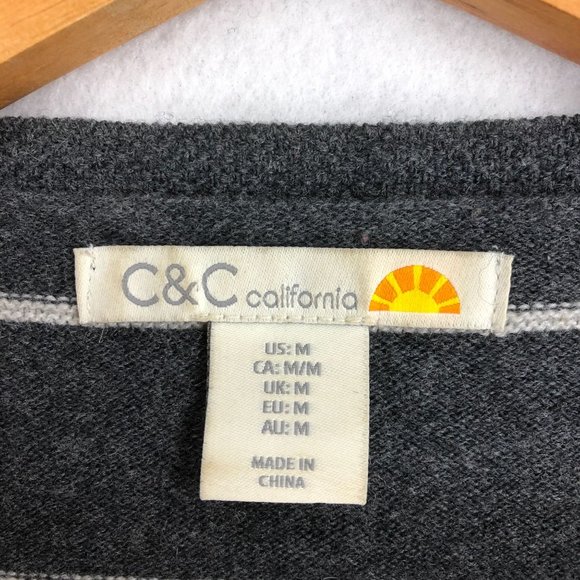 C&C california
US: M
CA: M/M
UK: M
EU: M
AU: M
MADE IN
CHINA